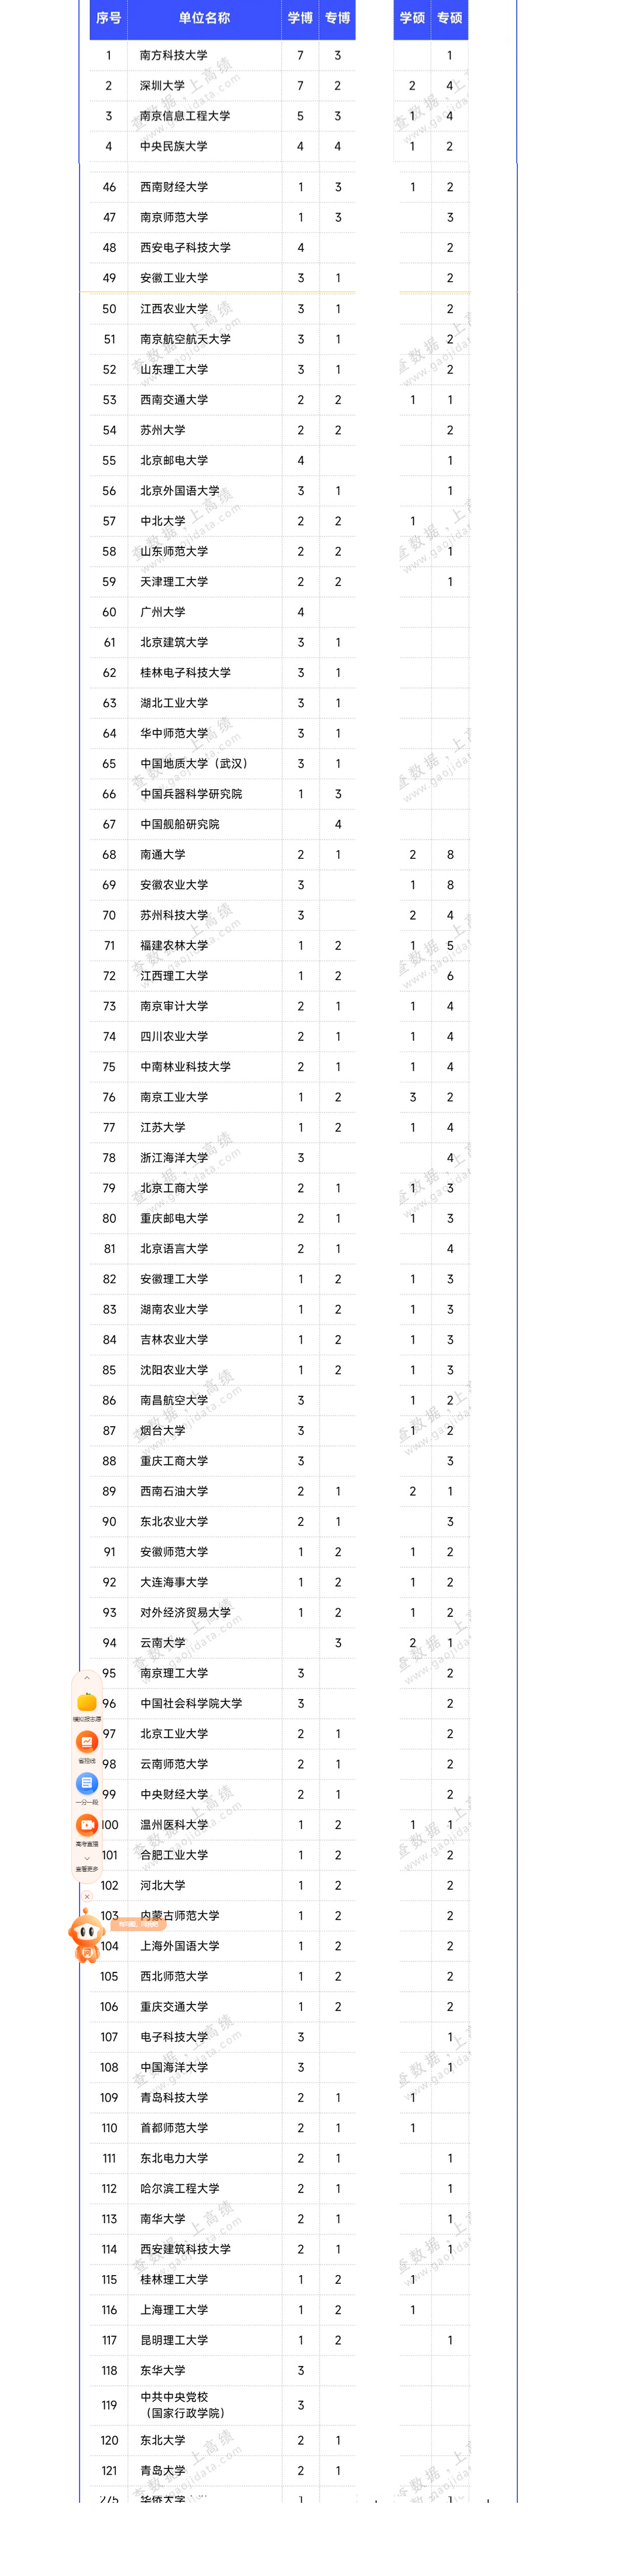 序号 单位名称 学博 专博 学硕 专硕
1 南方科技大学 7 3 1
2 深圳大学 7 2 2 4
3 南京信息工程大学 5 3 1 4
4 中央民族大学 4 4 1 2
46 西南财经大学 1 3 1 2
47 南京师范大学 1 3 3
48 西安电子科技大学 4 2
49 安徽工业大学 3 1 2
50 江西农业大学 3 1 2
51 南京航空航天大学 3 1 2
52 山东理工大学 3 1 2
53 西南交通大学 2 2 1 1
54 苏州大学 2 2 2
55 北京邮电大学 4 1
56 北京外国语大学 3 1 1
57 中北大学 2 2 1
58 山东师范大学 2 2 1
59 天津理工大学 2 2 1
60 广州大学 4
61 北京建筑大学 3 1
62 桂林电子科技大学 3 1
63 湖北工业大学 3 1
64 华中师范大学 3 1
65 中国地质大学（武汉） 3 1
66 中国兵器科学研究院 1 3
67 中国舰船研究院 4
68 南通大学 2 1 2 8
69 安徽农业大学 3 1 8
70 苏州科技大学 3 2 4
71 福建农林大学 1 2 1 5
72 江西理工大学 1 2 6
73 南京审计大学 2 1 1 4
74 四川农业大学 2 1 1 4
75 中南林业科技大学 2 1 1 4
76 南京工业大学 1 2 3 2
77 江苏大学 1 2 1 4
78 浙江海洋大学 3 4
79 北京工商大学 2 1 1 3
80 重庆邮电大学 2 1 1 3
81 北京语言大学 2 1 4
82 安徽理工大学 1 2 1 3
83 湖南农业大学 1 2 1 3
84 吉林农业大学 1 2 1 3
85 沈阳农业大学 1 2 1 3
86 南昌航空大学 3 1 2
87 烟台大学 3 1 2
88 重庆工商大学 3 3
89 西南石油大学 2 1 2 1
90 东北农业大学 2 1 3
91 安徽师范大学 1 2 1 2
92 大连海事大学 1 2 1 2
93 对外经济贸易大学 1 2 1 2
94 云南大学 3 2 1
95 南京理工大学 3 2
96 中国社会科学院大学 3 2
模拟报志愿
97 北京工业大学 2 1 2
省控线
98 云南师范大学 2 1 2
99 中央财经大学 2 1 2
一分一段
100 温州医科大学 1 2 1 1
高考直播
101 合肥工业大学 1 2 2
查看更多
102 河北大学 1 2 2
103 内蒙古师范大学 1 2 2
104 上海外国语大学 1 2 2
105 西北师范大学 1 2 2
106 重庆交通大学 1 2 2
107 电子科技大学 3 1
108 中国海洋大学 3 1
109 青岛科技大学 2 1 1
110 首都师范大学 2 1 1
111 东北电力大学 2 1 1
112 哈尔滨工程大学 2 1 1
113 南华大学 2 1 1
114 西安建筑科技大学 2 1 1
115 桂林理工大学 1 2 1
116 上海理工大学 1 2 1
117 昆明理工大学 1 2 1
118 东华大学 3
119 中共中央党校
（国家行政学院） 3
120 东北大学 2 1
121 青岛大学 2 1
查数据，上高绩
www.gaojidata.com